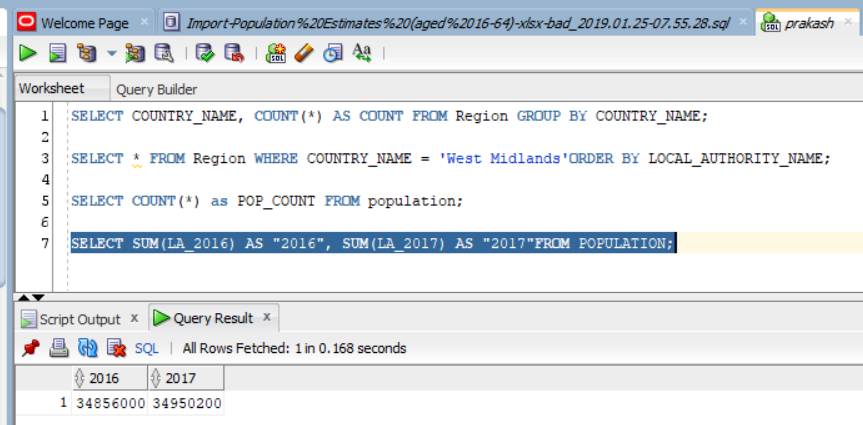 Welcome Page × Import-Population%20Estimates%20(aged%2016-64)-xlsx-bad_2019.01.25-07.55.28.sql × prakash ×
Worksheet Query Builder
1 SELECT COUNTRY_NAME, COUNT(*) AS COUNT FROM Region GROUP BY COUNTRY_NAME;
2
3 SELECT * FROM Region WHERE COUNTRY_NAME = 'West Midlands'ORDER BY LOCAL_AUTHORITY_NAME;
4
5 SELECT COUNT(*) as POP_COUNT FROM population;
6
7 SELECT SUM(LA_2016) AS "2016", SUM(LA_2017) AS "2017"FROM POPULATION;
Script Output x Query Result x
SQL | All Rows Fetched: 1 in 0.168 seconds
2016 2017
1 34856000 34950200